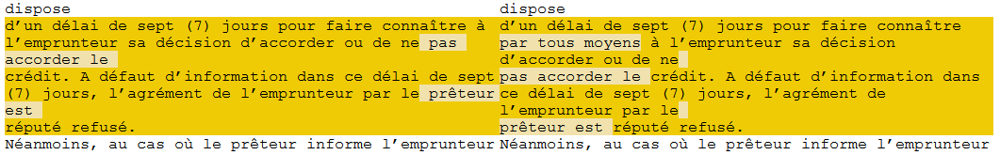 dispose
d’un délai de sept (7) jours pour faire connaître à
l’emprunteur sa décision d’accorder ou de ne pas
accorder le
crédit. A défaut d’information dans ce délai de sept
(7) jours, l’agrément de l’emprunteur par le prêteur
est
réputé refusé.
Néanmoins, au cas où le prêteur informe l’emprunteur
dispose
d’un délai de sept (7) jours pour faire connaître
par tous moyens à l’emprunteur sa décision
d’accorder ou de ne
pas accorder le crédit. A défaut d’information dans
ce délai de sept (7) jours, l’agrément de
l’emprunteur par le
prêteur est réputé refusé.
Néanmoins, au cas où le prêteur informe l’emprunteur